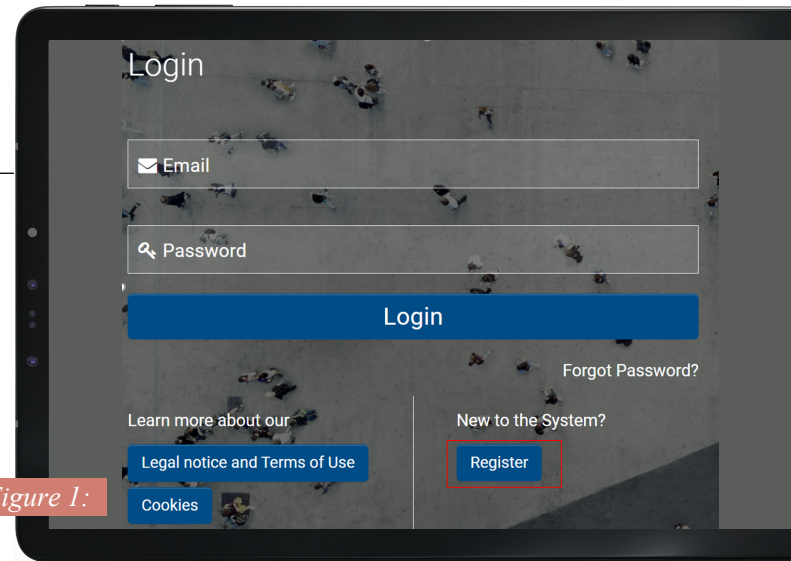 Login
Email
Password
Login
Forgot Password?
Learn more about our
New to the System?
Legal notice and Terms of Use
Register
Cookies
igure 1: